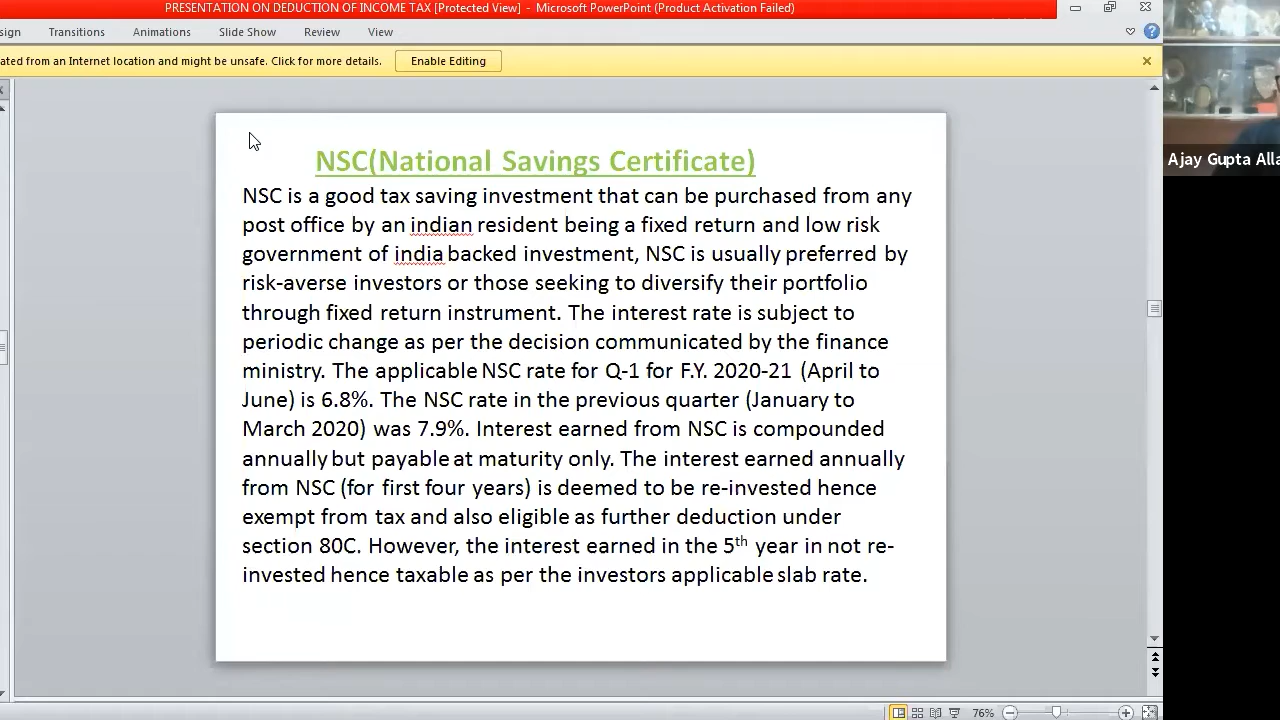 PRESENTATION ON DEDUCTION OF INCOME TAX [Protected View] - Microsoft PowerPoint (Product Activation Failed)
sign Transitions Animations Slide Show Review View
ated from an Internet location and might be unsafe. Click for more details. Enable Editing
NSC(National Savings Certificate)
NSC is a good tax saving investment that can be purchased from any
post office by an indian resident being a fixed return and low risk
government of india backed investment, NSC is usually preferred by
risk-averse investors or those seeking to diversify their portfolio
through fixed return instrument. The interest rate is subject to
periodic change as per the decision communicated by the finance
ministry. The applicable NSC rate for Q-1 for F.Y. 2020-21 (April to
June) is 6.8%. The NSC rate in the previous quarter (January to
March 2020) was 7.9%. Interest earned from NSC is compounded
annually but payable at maturity only. The interest earned annually
from NSC (for first four years) is deemed to be re-invested hence
exempt from tax and also eligible as further deduction under
section 80C. However, the interest earned in the 5th year in not re-
invested hence taxable as per the investors applicable slab rate.
Ajay Gupta Alla
76%